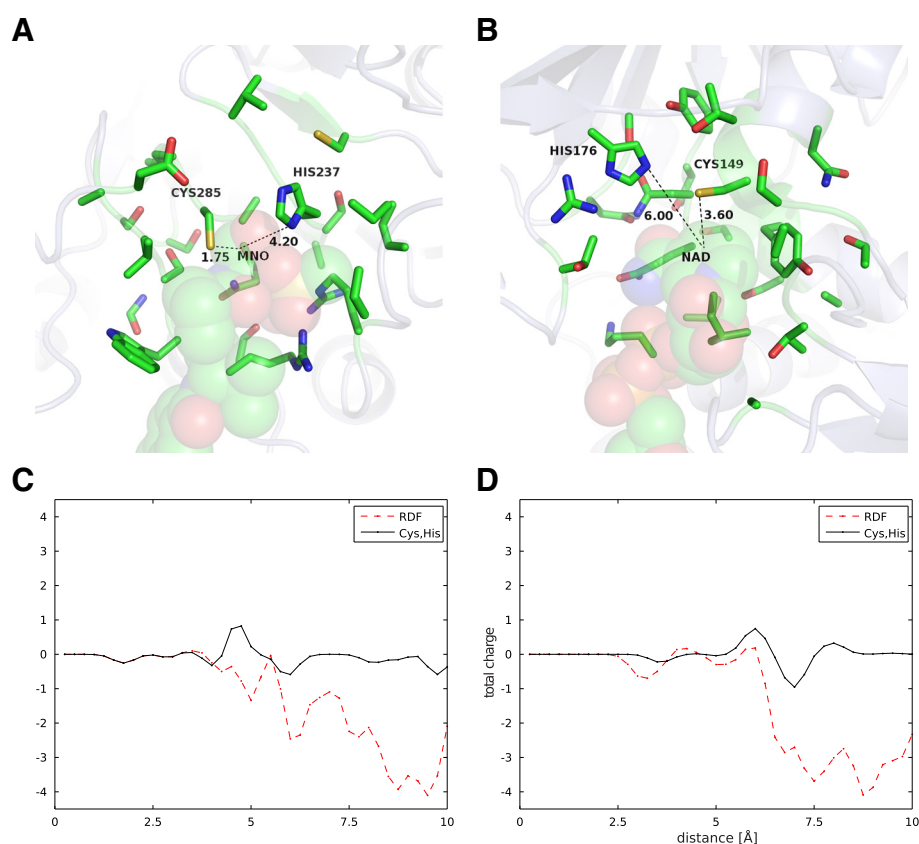 A
B
CYS285
HIS237
1.75
MNO
4.20
HIS176
CYS149
6.00
3.60
NAD
C
D
4
3
2
1
0
-1
-2
-3
-4
0
2.5
5
7.5
10
RDF
Cys,His
total charge
4
3
2
1
0
-1
-2
-3
-4
0
2.5
5
7.5
10
RDF
Cys,His
distance [Å]